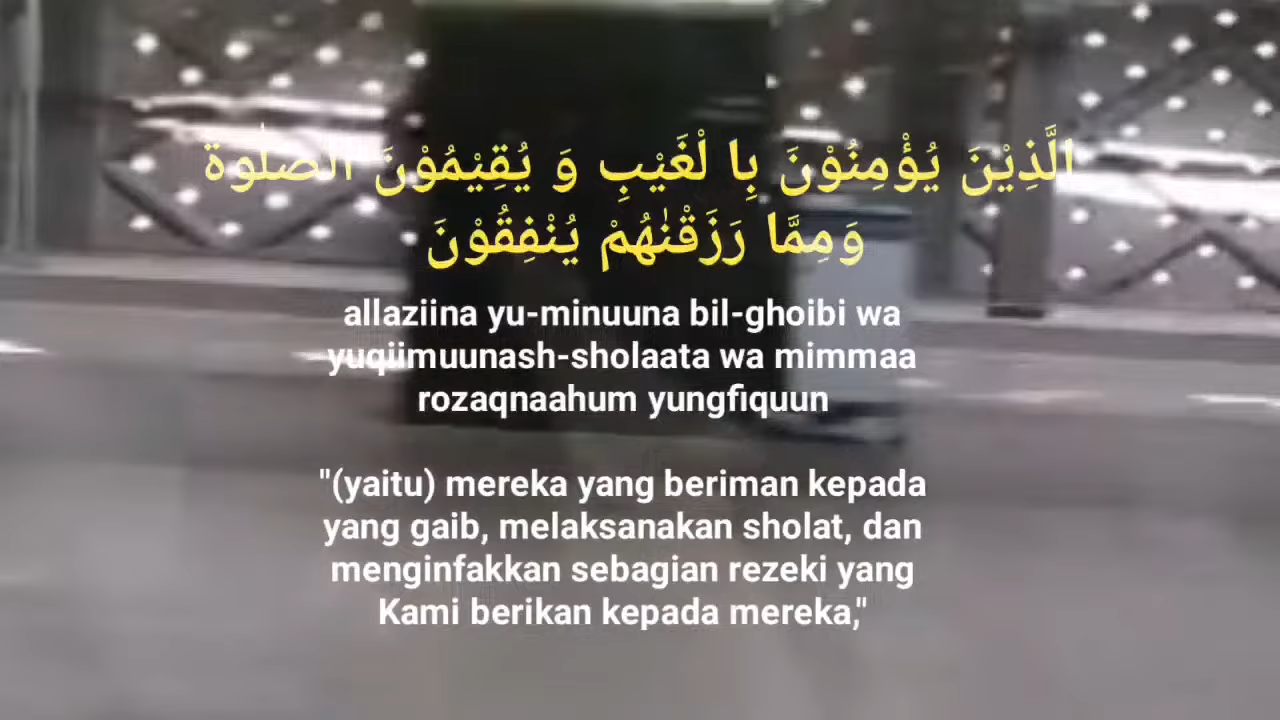 الَّذِيْنَ يُؤْمِنُوْنَ بِا لْغَيْبِ وَ يُقِيْمُوْنَ الصَّلٰوةَ
وَمِمَّا رَزَقْنٰهُمْ يُنْفِقُوْنَ
allaziina yu-minuuna bil-ghoibi wa
yuqiimuunash-sholaata wa mimmaa
rozaqnaahum yungfiquun
"(yaitu) mereka yang beriman kepada
yang gaib, melaksanakan sholat, dan
menginfakkan sebagian rezeki yang
Kami berikan kepada mereka,"